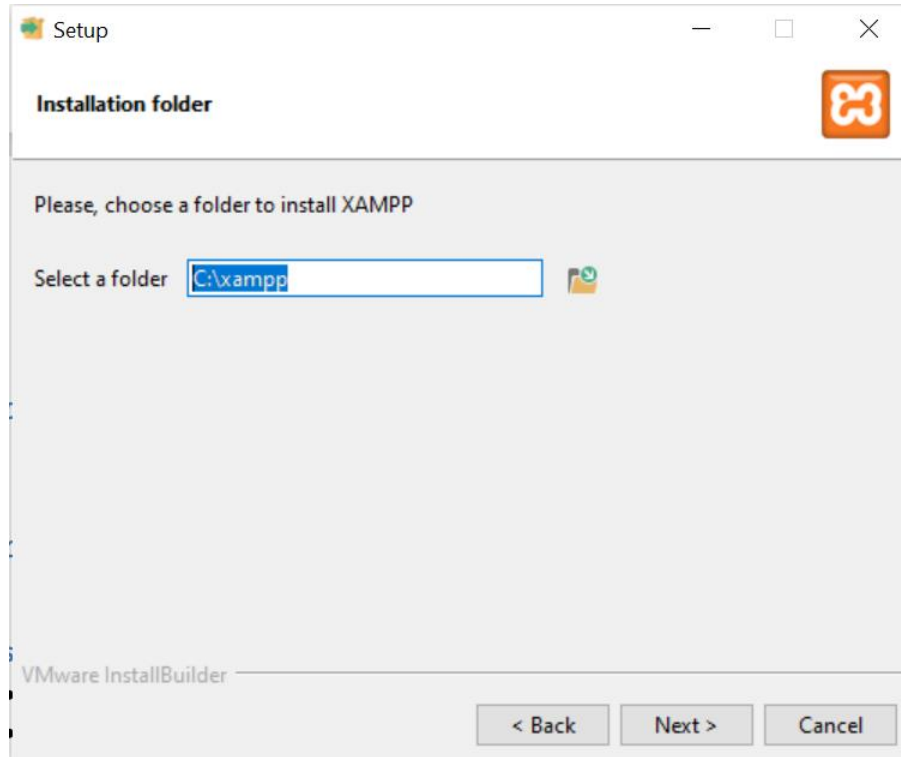 Setup
Installation folder
Please, choose a folder to install XAMPP
Select a folder C:\xampp
VMware InstallBuilder
< Back Next > Cancel